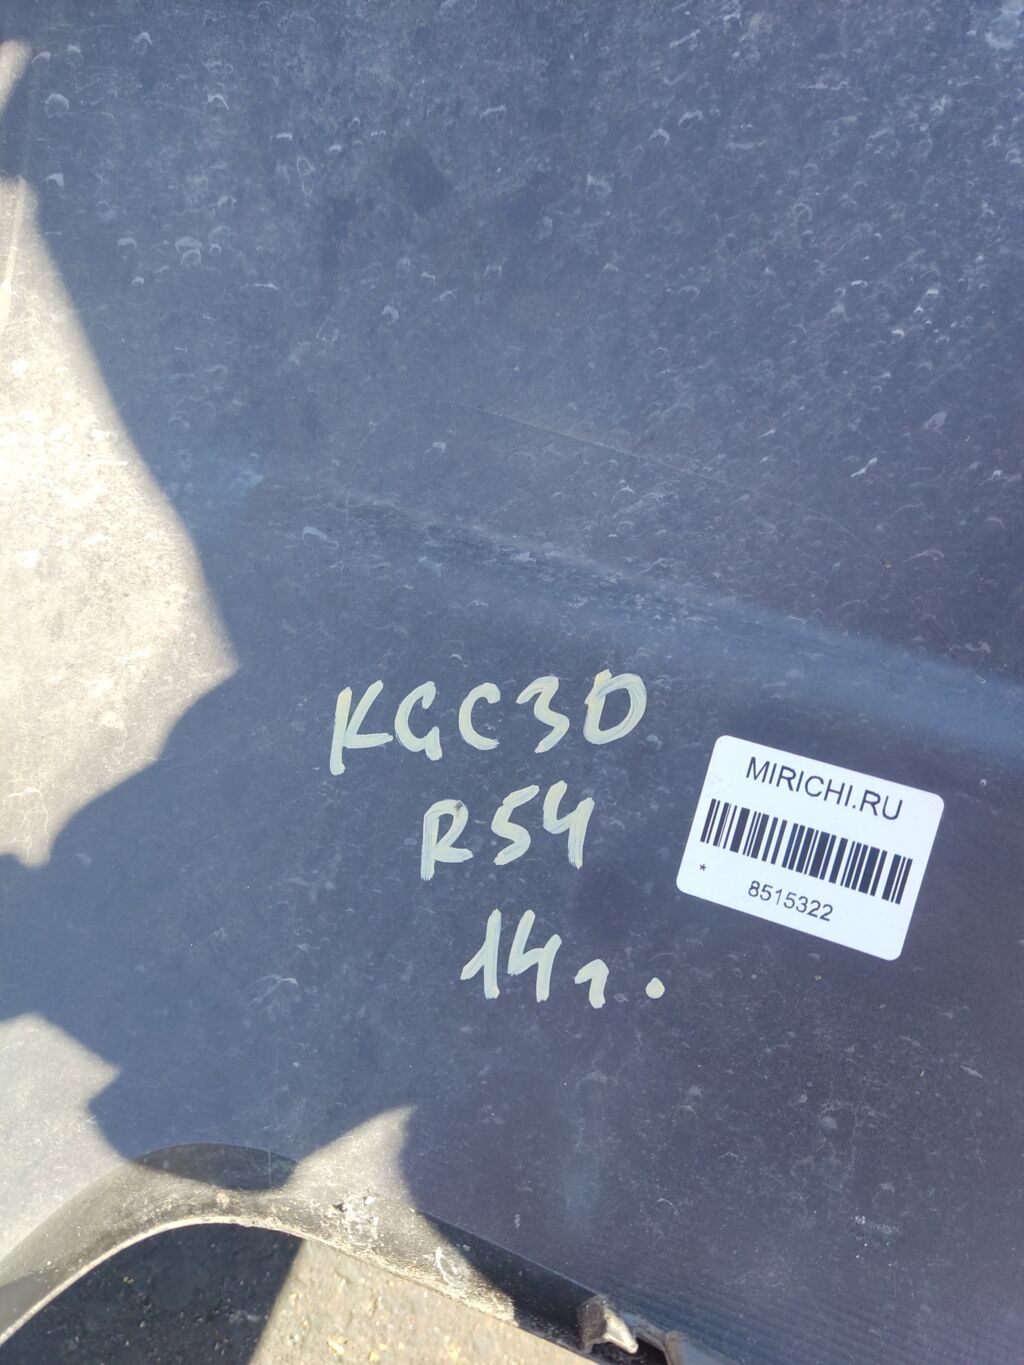 KGC30
R54
14г.
MIRICHI.RU
*
8515322